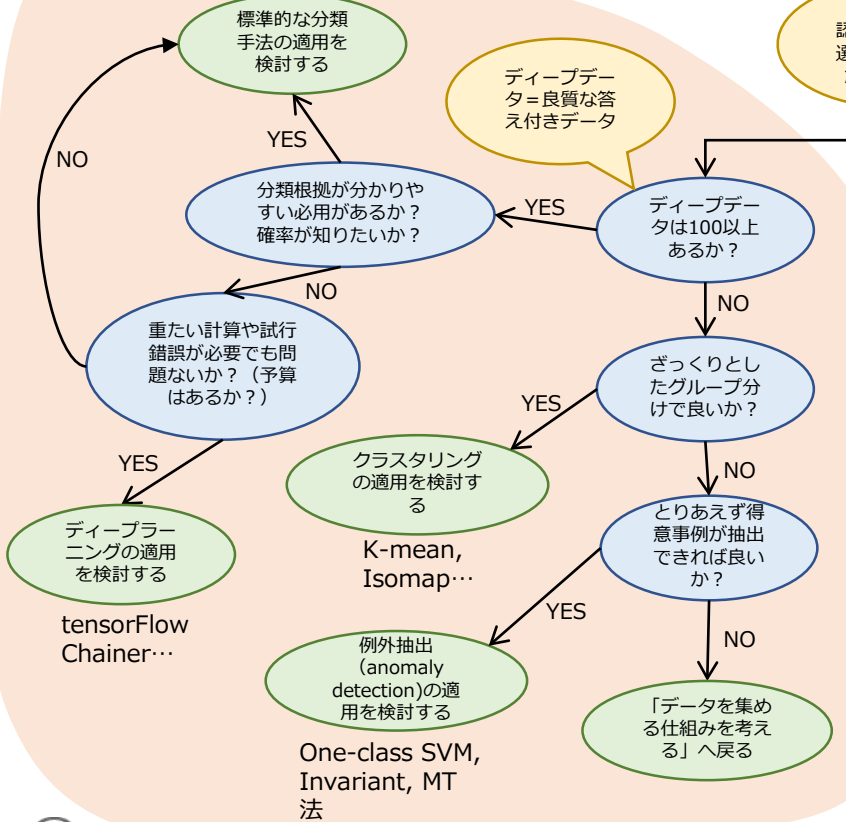 標準的な分類
手法の適用を
検討する
ディープデー
タ＝良質な答
え付きデータ
YES
NO
分類根拠が分かりや
すい必用があるか？
確率が知りたいか？
YES
ディープデー
タは100以上
あるか？
NO
NO
重たい計算や試行
錯誤が必要でも問
題ないか？（予算
はあるか？）
ざっくりとし
たグループ分
けで良いか？
YES
YES
クラスタリング
の適用を検討す
る
NO
K-mean,
Isomap…
とりあえず得
意事例が抽出
できれば良い
か？
ディープラー
ニングの適用
を検討する
tensorFlow
Chainer…
YES
NO
例外抽出
（anomaly
detection)の適
用を検討する
「データを集め
る仕組みを考え
る」へ戻る
One-class SVM,
Invariant, MT
法